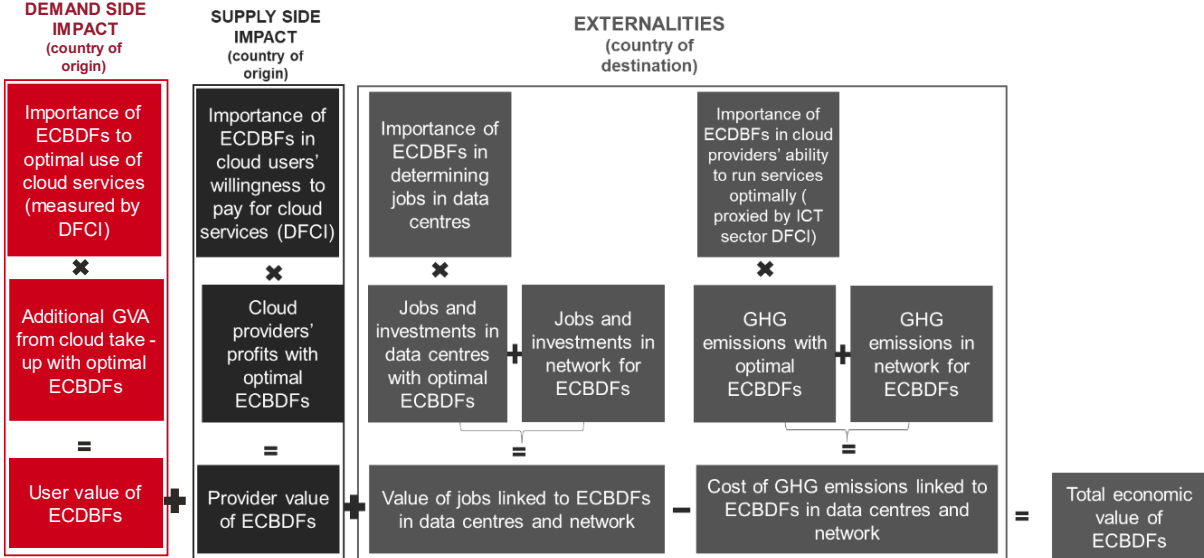 DEMAND SIDE
IMPACT
(country of
origin)
SUPPLY SIDE
IMPACT
(country of
origin)
EXTERNALITIES
(country of
destination)
Importance of
ECBDFs to
optimal use of
cloud services
(measured by
DFCI)
Importance of
ECDBFs in
cloud users'
willingness to
pay for cloud
services (DFCI)
Importance of
ECDBFs in
determining
jobs in data
centres
Importance of
ECDBFs in cloud
providers' ability
to run services
optimally (
proxied by ICT
sector DFCI)
×
×
×
×
Additional GVA
from cloud take -
up with optimal
ECBDFs
Cloud
providers'
profits with
optimal
ECBDFs
Jobs and
investments in
data centres
with optimal
ECBDFs
+
Jobs and
investments in
network for
ECBDFs
GHG
emissions with
optimal
ECBDFs
+
GHG
emissions in
network for
ECBDFs
=
=
=
=
User value of
ECDBFs
+
Provider value
of ECBDFs
+
Value of jobs linked to ECBDFs
in data centres and network
−
Cost of GHG emissions linked to
ECBDFs in data centres and
network
=
Total economic
value of
ECBDFs